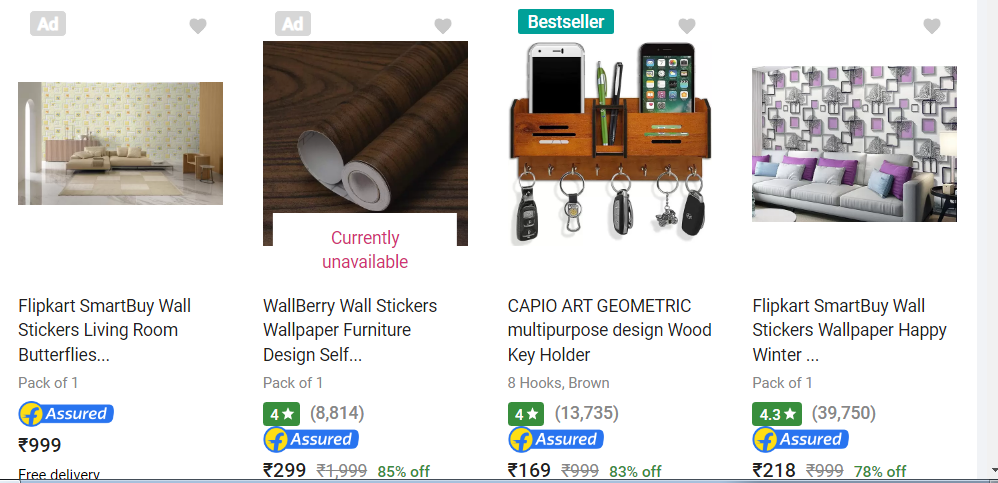 Ad
Flipkart SmartBuy Wall
Stickers Living Room
Butterflies...
Pack of 1
f Assured
₹999
Free delivery
Ad
Currently
unavailable
WallBerry Wall Stickers
Wallpaper Furniture
Design Self...
Pack of 1
4★ (8,814)
f Assured
₹299 ₹1,999 85% off
Bestseller
CAPIO ART GEOMETRIC
multipurpose design Wood
Key Holder
8 Hooks, Brown
4★ (13,735)
f Assured
₹169 ₹999 83% off
Flipkart SmartBuy Wall
Stickers Wallpaper Happy
Winter ...
Pack of 1
4.3★ (39,750)
f Assured
₹218 ₹999 78% off